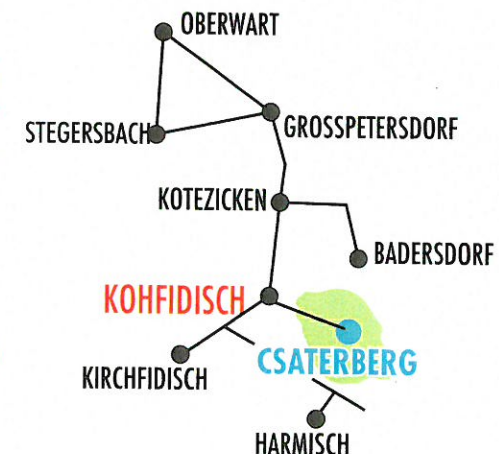 OBERWART
STEGERSBACH
GROSSPETERSDORF
KOTEZICKEN
BADERSDORF
KOHFIDISCH
CSATERBERG
KIRCHFIDISCH
HARMISCH